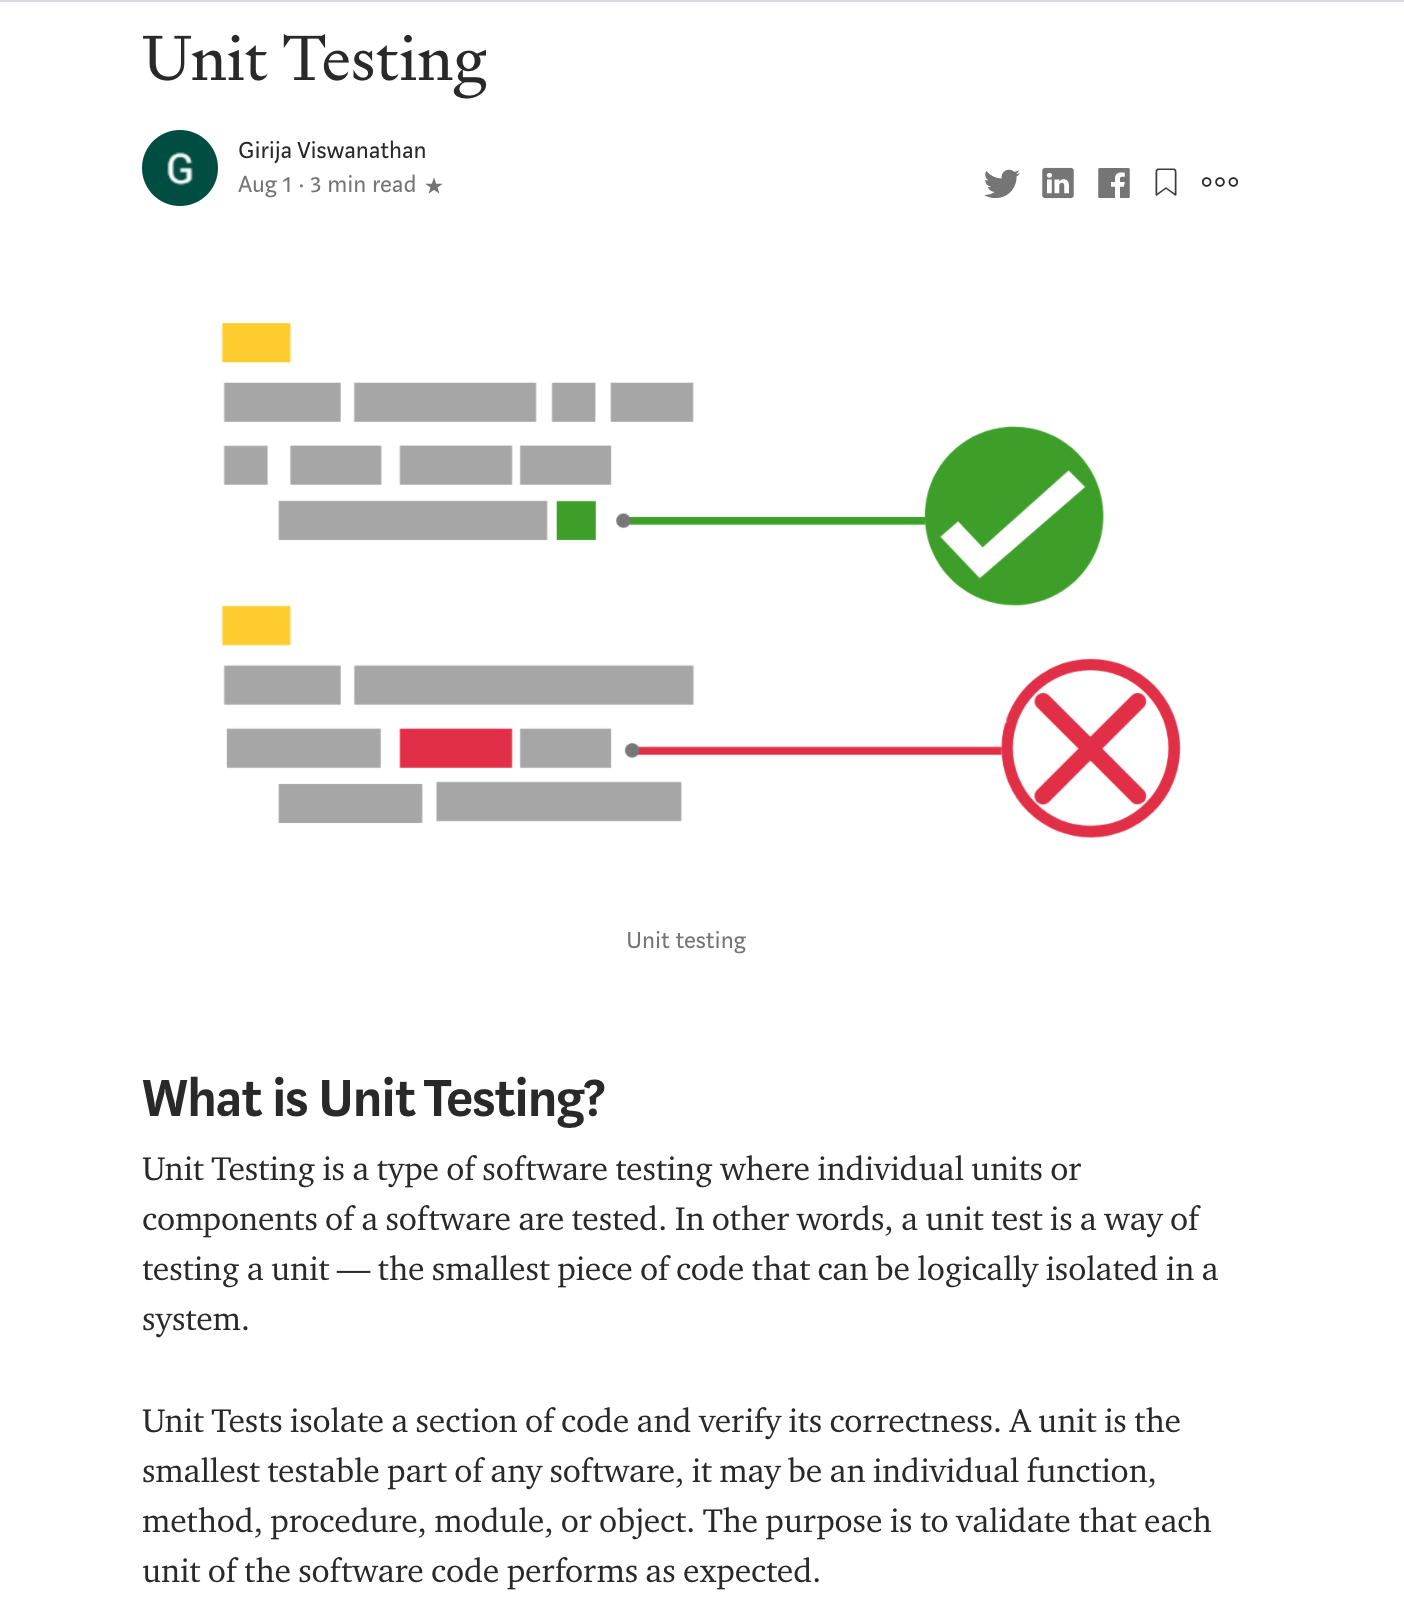 Unit Testing
G
Girija Viswanathan
Aug 1 · 3 min read ★
in
f
Unit testing
What is Unit Testing?
Unit Testing is a type of software testing where individual units or
components of a software are tested. In other words, a unit test is a way of
testing a unit — the smallest piece of code that can be logically isolated in a
system.
Unit Tests isolate a section of code and verify its correctness. A unit is the
smallest testable part of any software, it may be an individual function,
method, procedure, module, or object. The purpose is to validate that each
unit of the software code performs as expected.